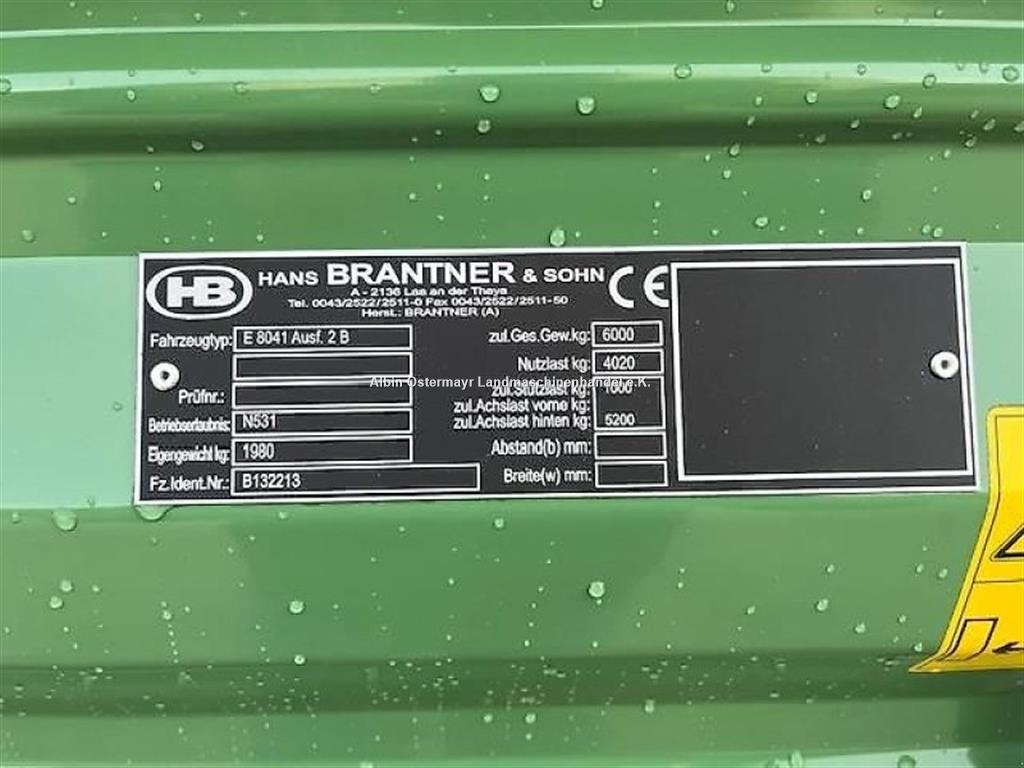 HB HANS BRANTNER & SOHN CE
A - 2136 Laa an der Thaya
Tel. 0043/2522/2511-0 Fax 0043/2522/2511-50
Herst.: BRANTNER (A)
Fahrzeugtyp: E 8041 Ausf. 2 B
Prüfnr.:
Betriebserlaubnis: N531
Eigengewicht kg: 1980
Fz.Ident.Nr.: B132213
zul.Ges.Gew.kg: 6000
Nutzlast kg: 4020
zul.Stützlast kg: 1000
zul.Achslast vorne kg:
zul.Achslast hinten kg: 5200
Abstand(b) mm:
Breite(w) mm:
Albin Ostermayr Landmaschinenhandel e.K.